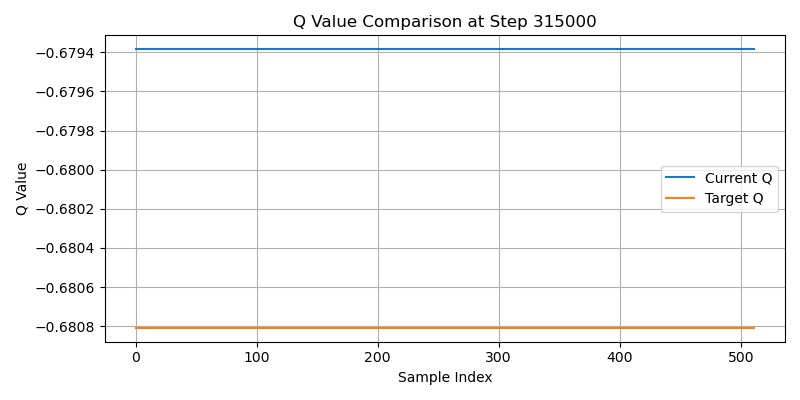 Q Value Comparison at Step 315000
Q Value
−0.6794
−0.6796
−0.6798
−0.6800
−0.6802
−0.6804
−0.6806
−0.6808
Current Q
Target Q
0 100 200 300 400 500
Sample Index